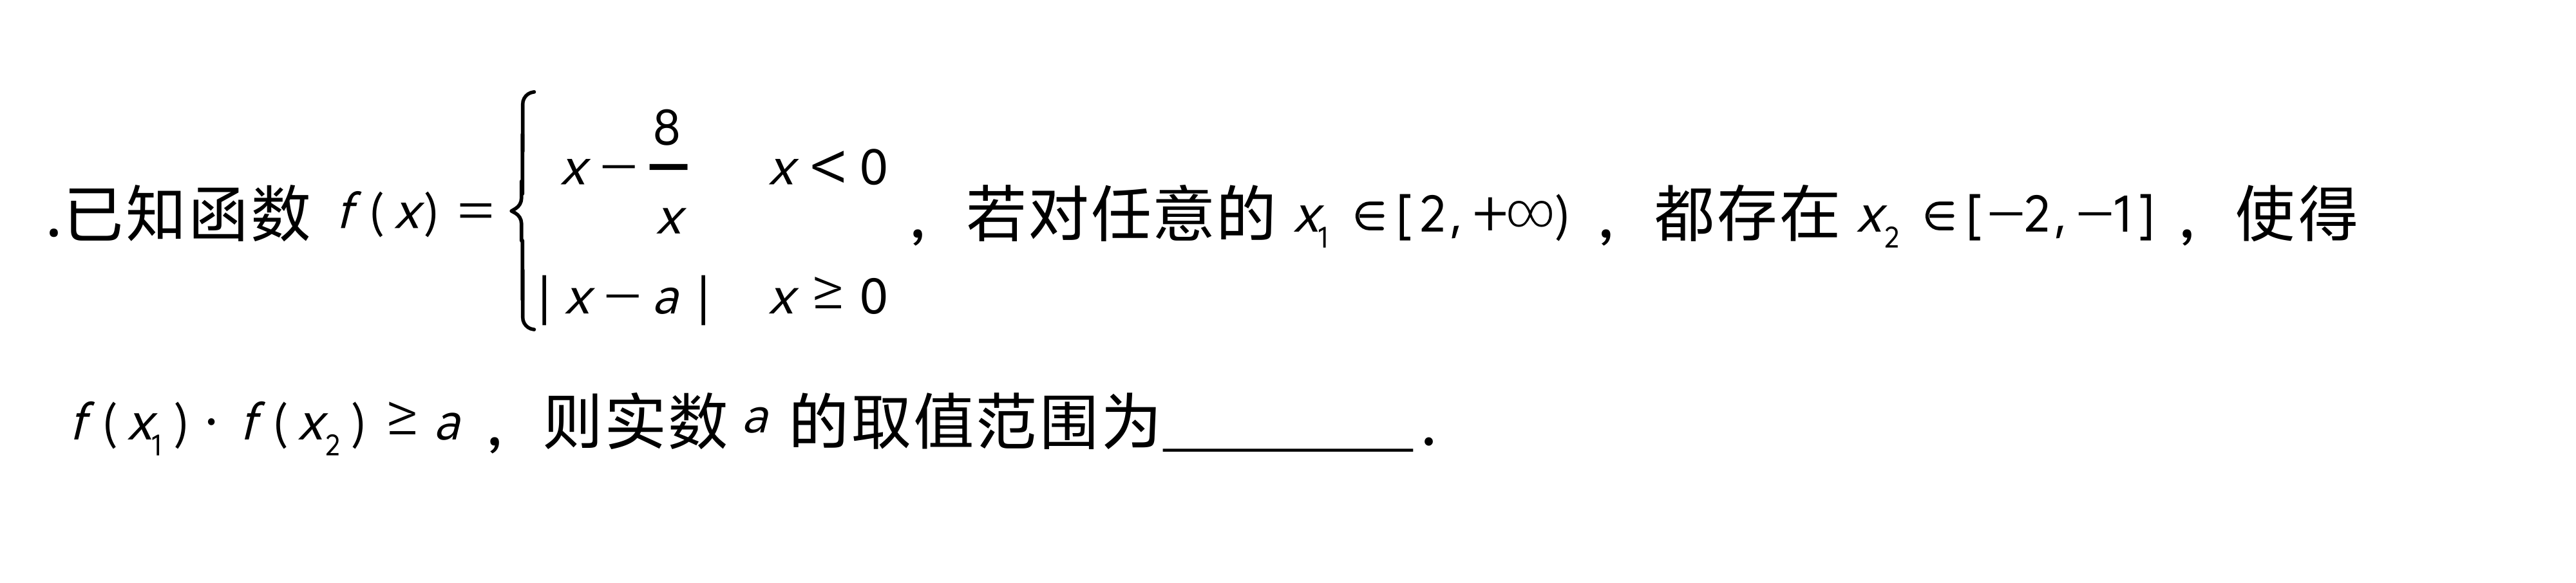 .已知函数 f(x) = { x − 8/x  x < 0 ; | x − a |  x ≥ 0 ，若对任意的 x₁ ∈[2, +∞)，都存在 x₂ ∈[−2, −1]，使得
f(x₁)· f(x₂) ≥ a ，则实数 a 的取值范围为________.